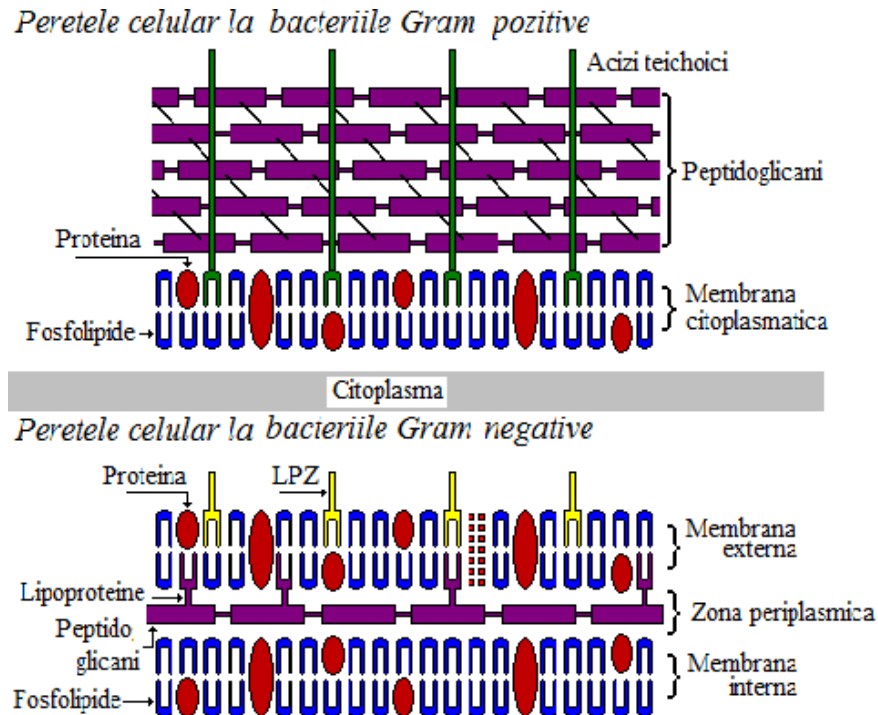 Peretele celular la bacteriile Gram pozitive
Acizi teichoici
Peptidoglicani
Proteina
Membrana
citoplasmatica
Fosfolipide
Citoplasma
Peretele celular la bacteriile Gram negative
Proteina
LPZ
Membrana
externa
Lipoproteine
Zona periplasmica
Peptido
glicani
Membrana
interna
Fosfolipide